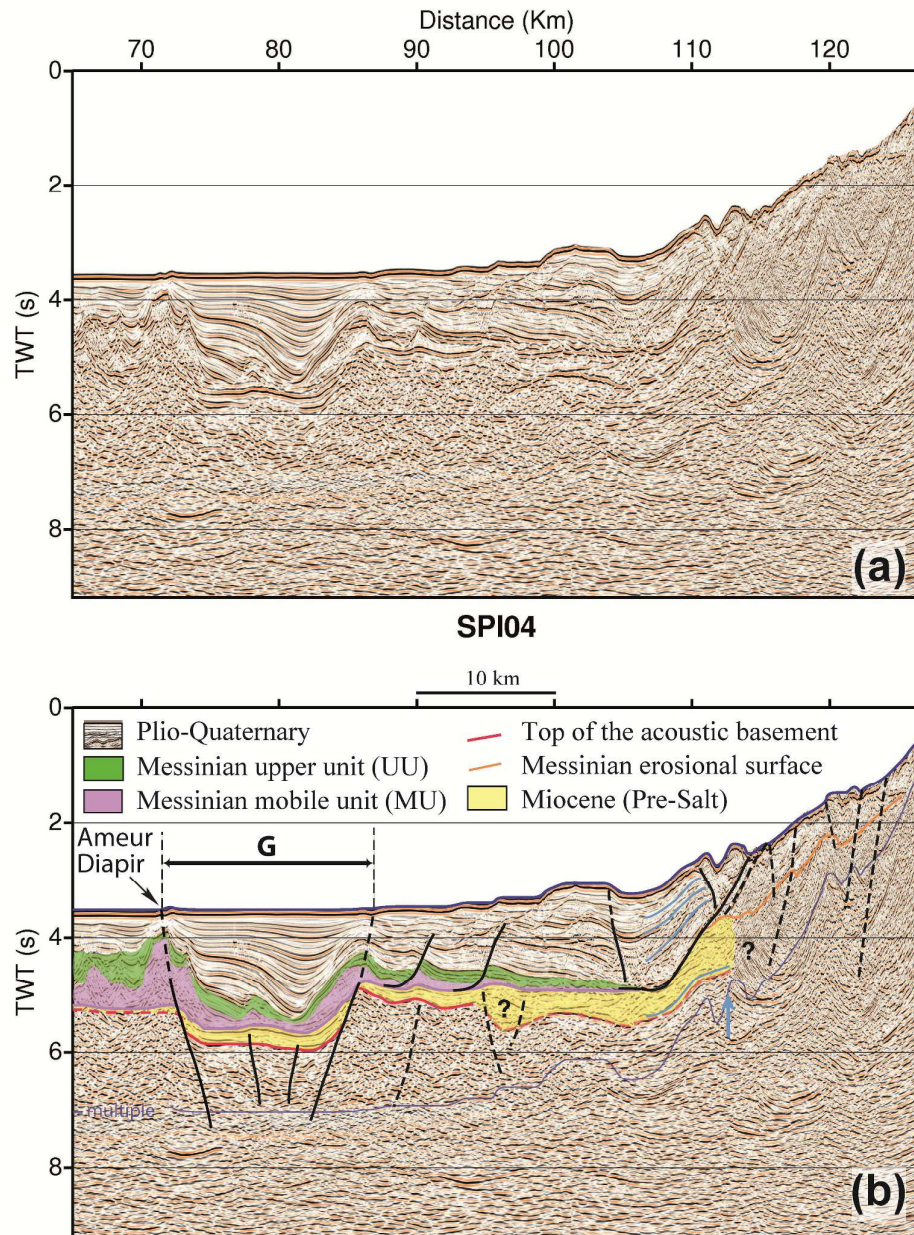 Distance (Km)
70 80 90 100 110 120
0
2
4
6
8
TWT (s)
(a)
SPI04
10 km
0
2
4
6
8
TWT (s)
Plio-Quaternary
Messinian upper unit (UU)
Messinian mobile unit (MU)
Top of the acoustic basement
Messinian erosional surface
Miocene (Pre-Salt)
Ameur
Diapir
G
?
?
multiple
(b)